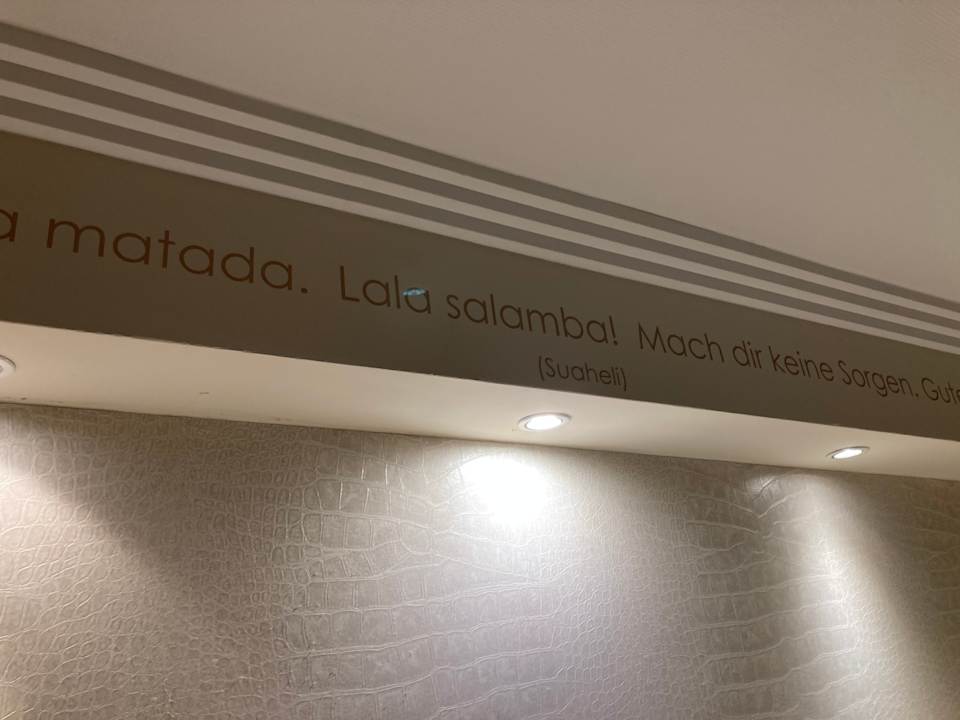 a matada. Lala salamba! Mach dir keine Sorgen. Gute
(Suaheli)